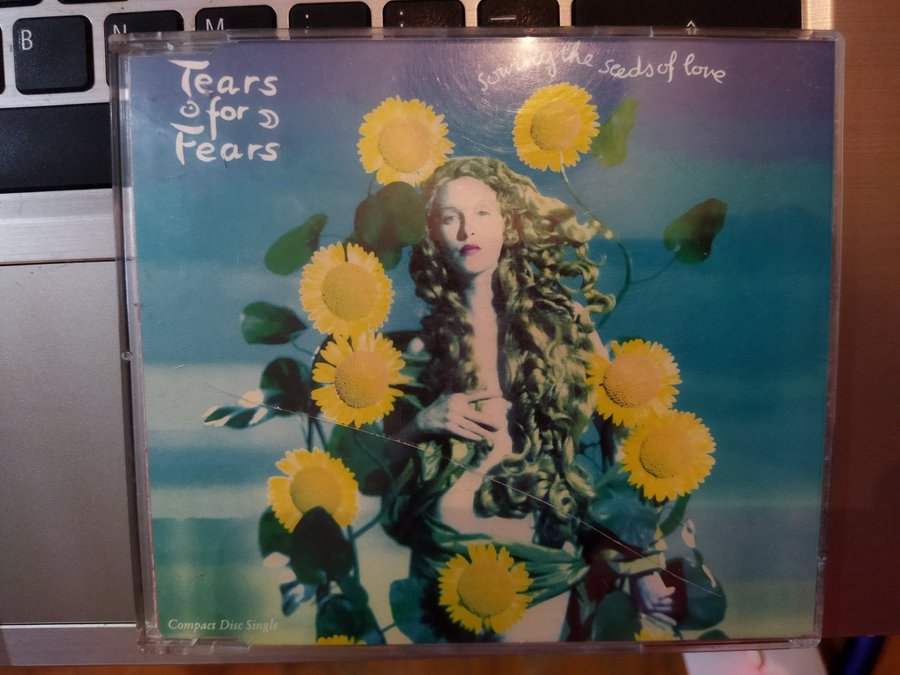 B
N
M
Tears
for
Fears
sowing the seeds of love
Compact Disc Single